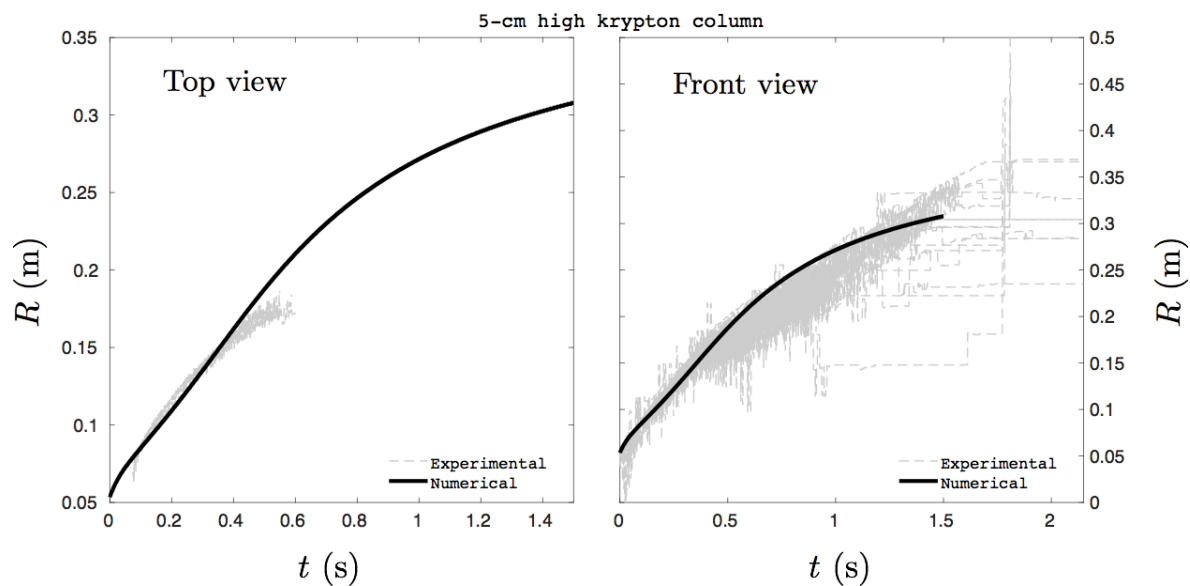 5-cm high krypton column
Top view
0.35
0.3
0.25
0.2
0.15
0.1
0.05
R (m)
0 0.2 0.4 0.6 0.8 1 1.2 1.4
t (s)
Experimental
Numerical
Front view
0.5
0.45
0.4
0.35
0.3
0.25
0.2
0.15
0.1
0.05
0
R (m)
0 0.5 1 1.5 2
t (s)
Experimental
Numerical